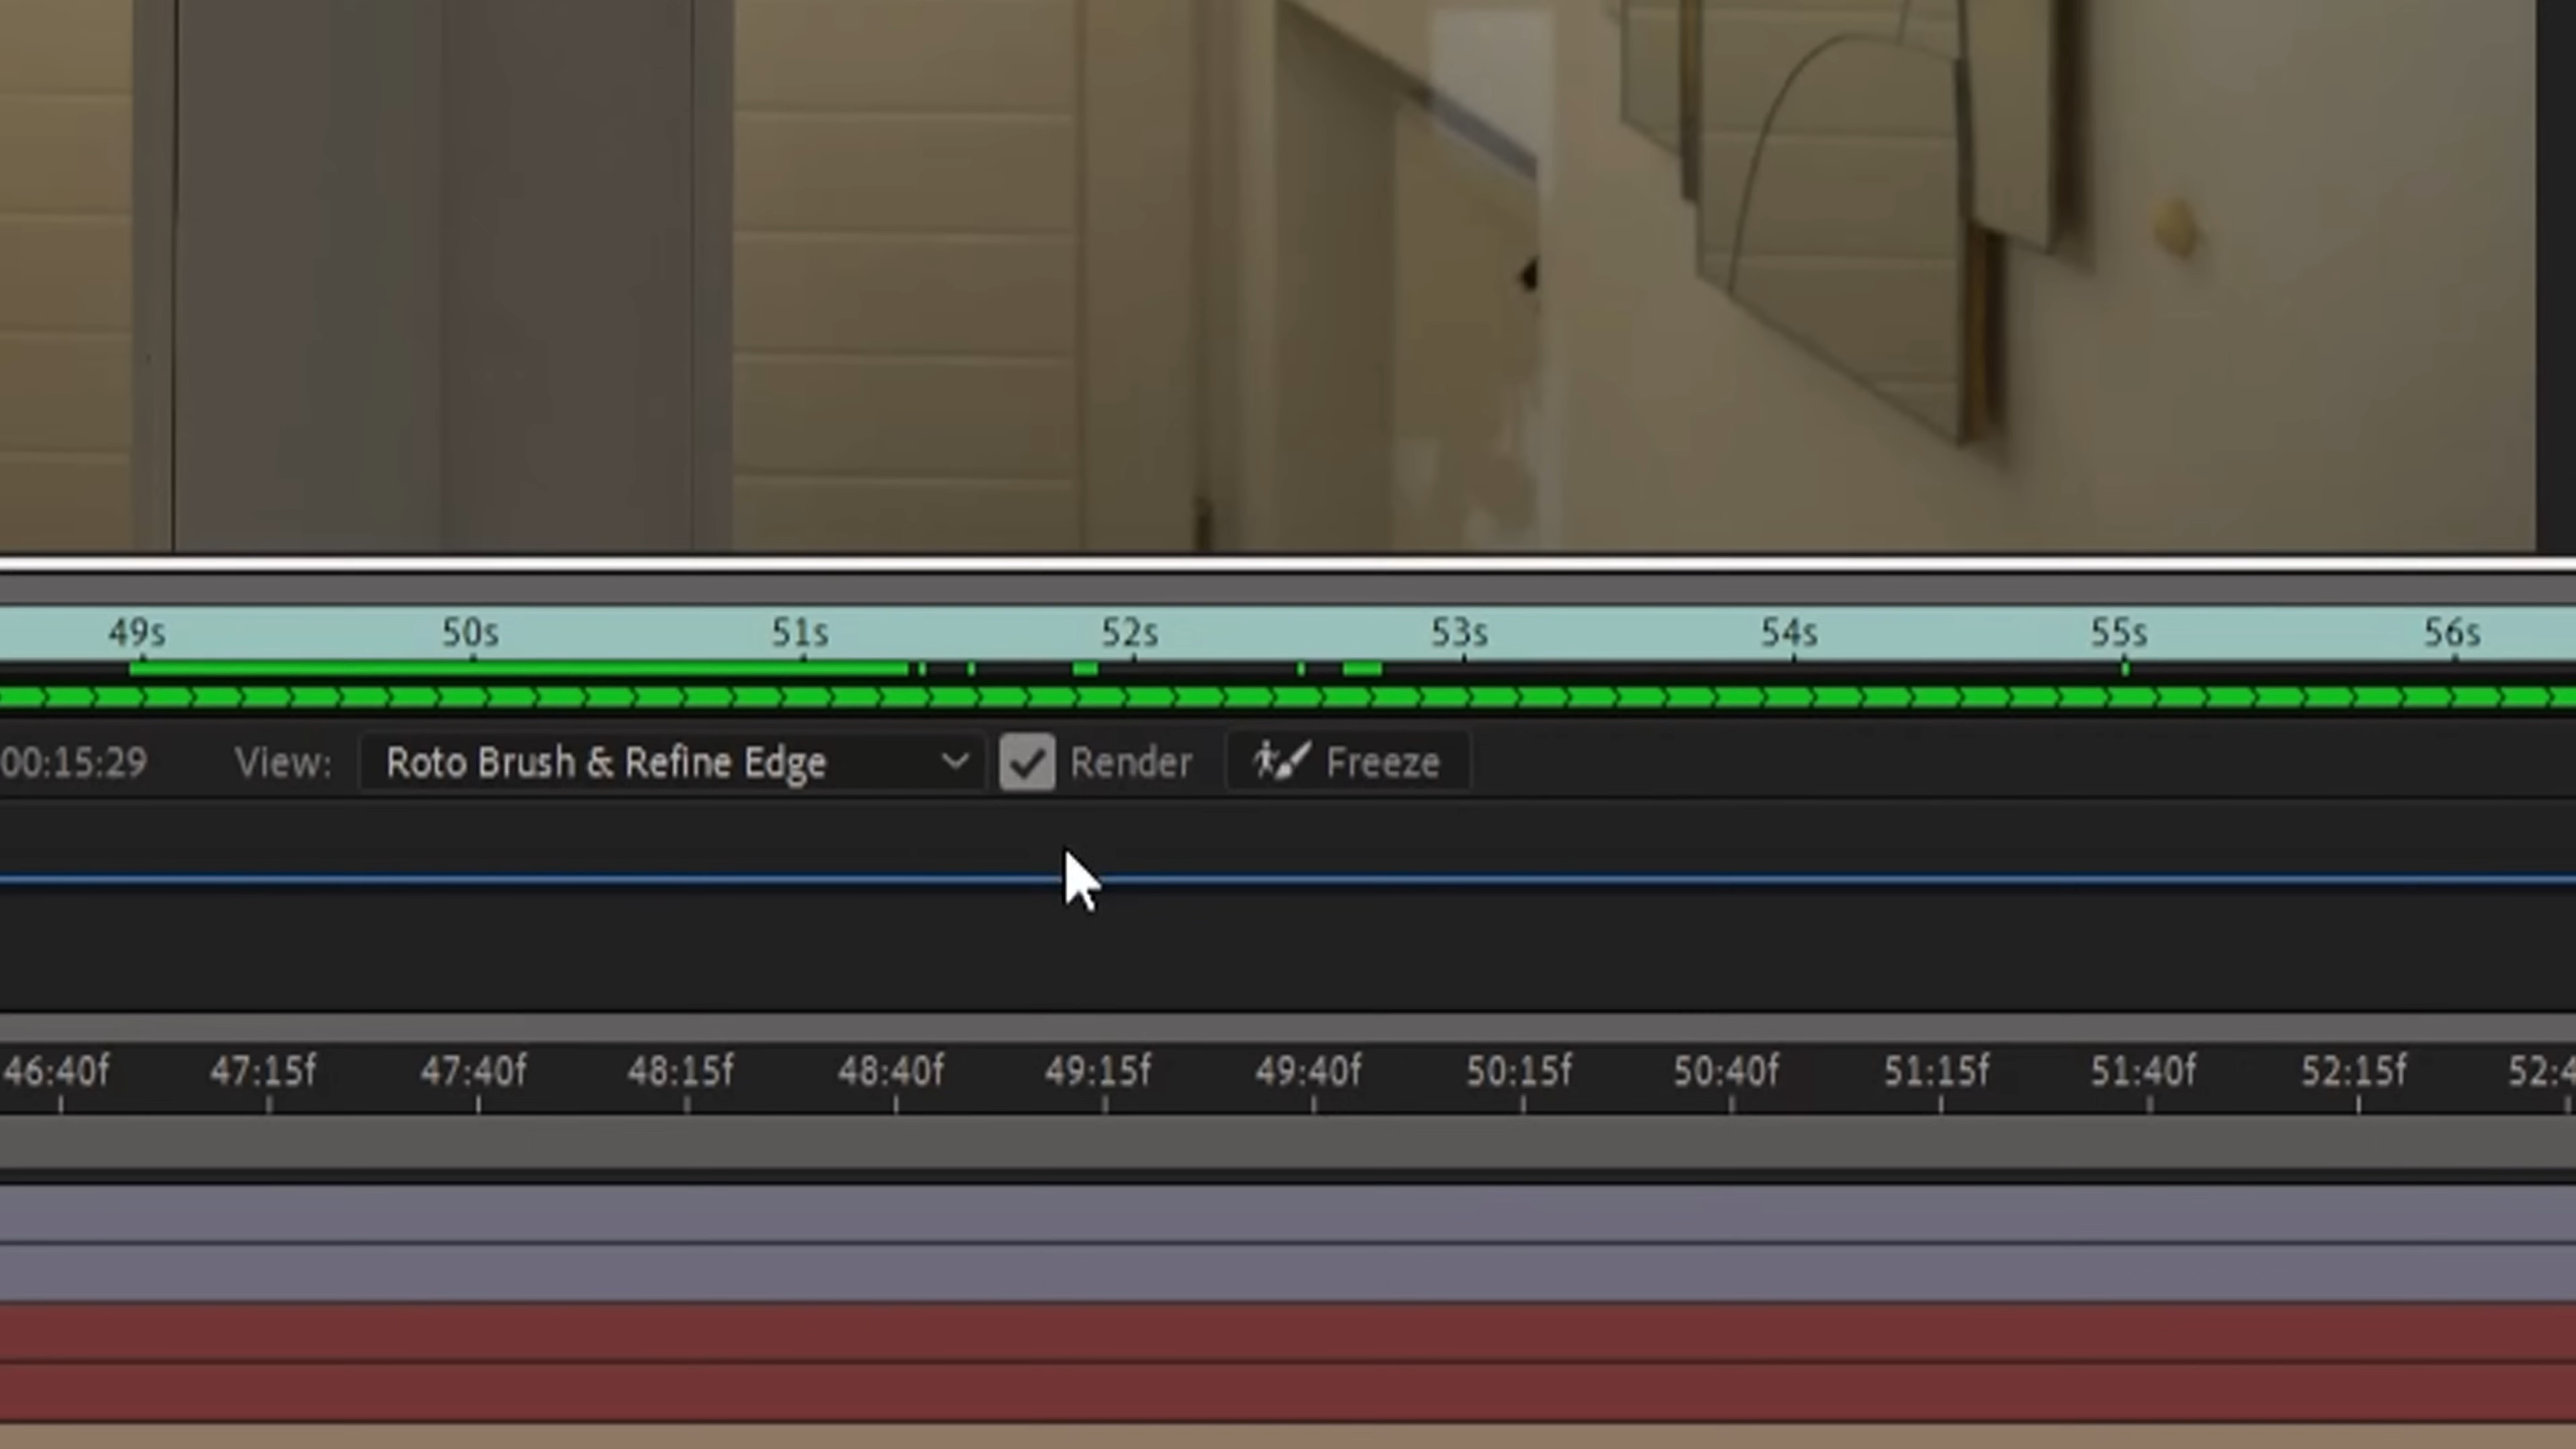 49s 50s 51s 52s 53s 54s 55s 56s
00:15:29 View: Roto Brush & Refine Edge Render Freeze
46:40f 47:15f 47:40f 48:15f 48:40f 49:15f 49:40f 50:15f 50:40f 51:15f 51:40f 52:15f 52:4